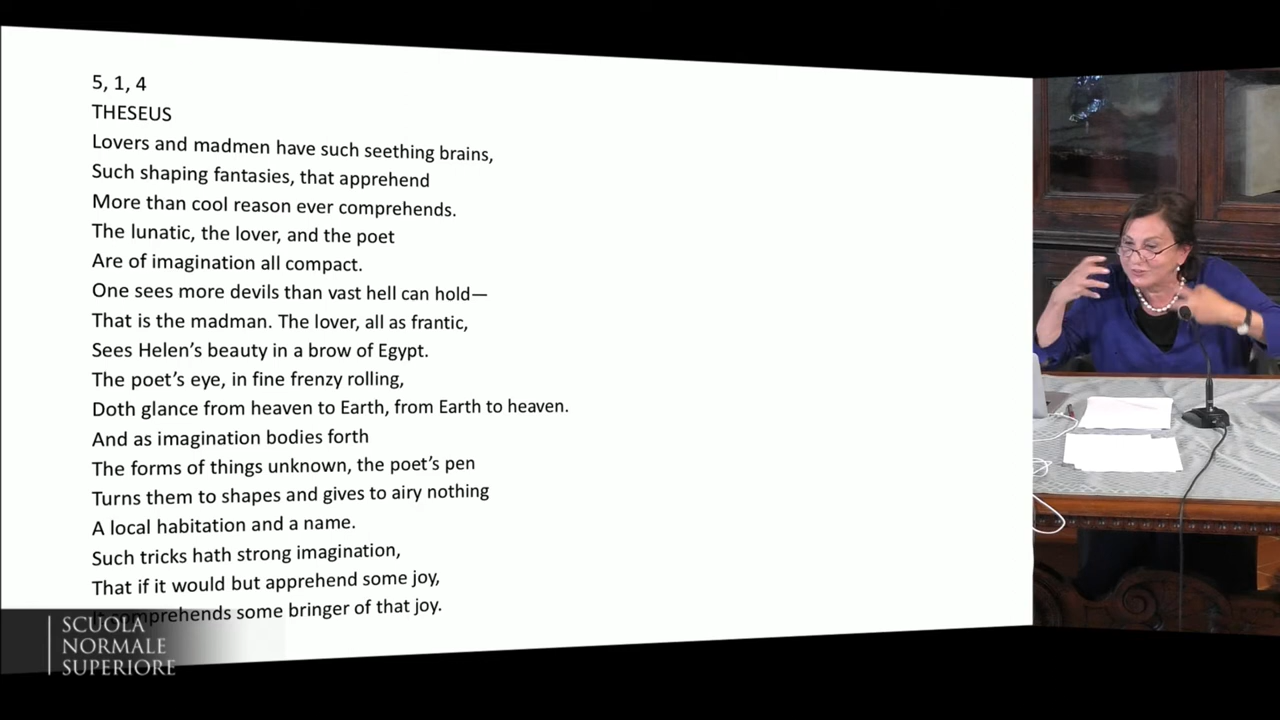 5, 1, 4
THESEUS
Lovers and madmen have such seething brains,
Such shaping fantasies, that apprehend
More than cool reason ever comprehends.
The lunatic, the lover, and the poet
Are of imagination all compact.
One sees more devils than vast hell can hold—
That is the madman. The lover, all as frantic,
Sees Helen’s beauty in a brow of Egypt.
The poet’s eye, in fine frenzy rolling,
Doth glance from heaven to Earth, from Earth to heaven.
And as imagination bodies forth
The forms of things unknown, the poet’s pen
Turns them to shapes and gives to airy nothing
A local habitation and a name.
Such tricks hath strong imagination,
That if it would but apprehend some joy,
It comprehends some bringer of that joy.
SCUOLA
NORMALE
SUPERIORE